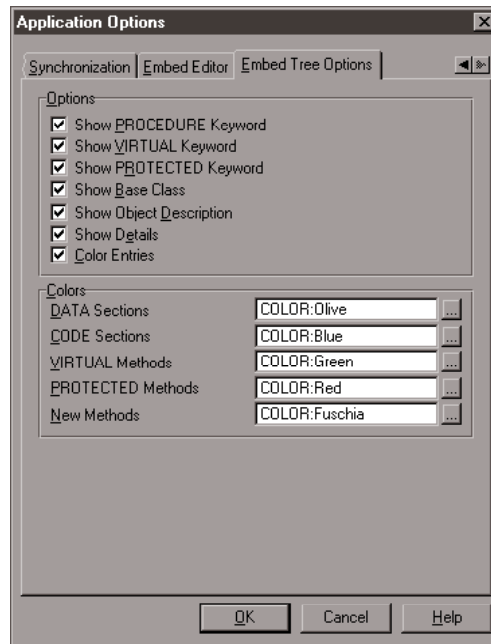 Application Options
Synchronization Embed Editor Embed Tree Options
Options
Show PROCEDURE Keyword
Show VIRTUAL Keyword
Show PROTECTED Keyword
Show Base Class
Show Object Description
Show Details
Color Entries
Colors
DATA Sections COLOR:Olive ...
CODE Sections COLOR:Blue ...
VIRTUAL Methods COLOR:Green ...
PROTECTED Methods COLOR:Red ...
New Methods COLOR:Fuschia ...
OK Cancel Help